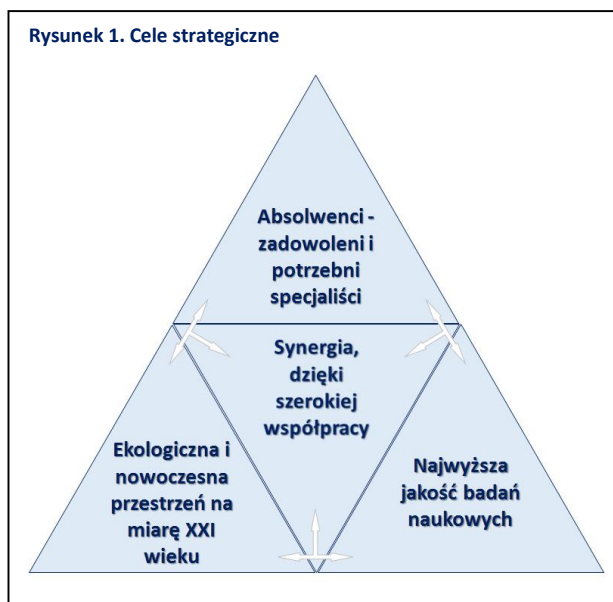 Rysunek 1. Cele strategiczne
Absolwenci -
zadowoleni i
potrzebni
specjaliści
Synergia,
dzięki
szerokiej
współpracy
Ekologiczna i
nowoczesna
przestrzeń na
miarę XXI
wieku
Najwyższa
jakość badań
naukowych